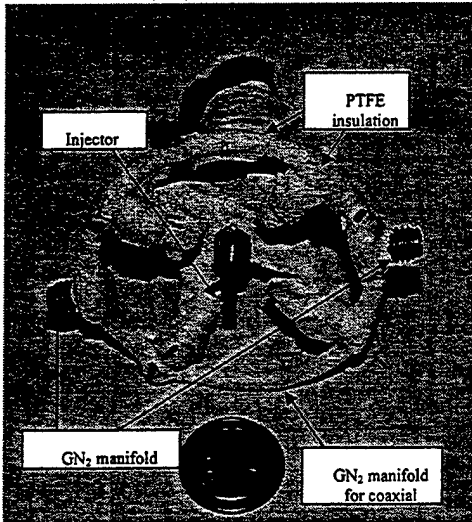 PTFE
insulation
Injector
GN₂ manifold
GN₂ manifold
for coaxial